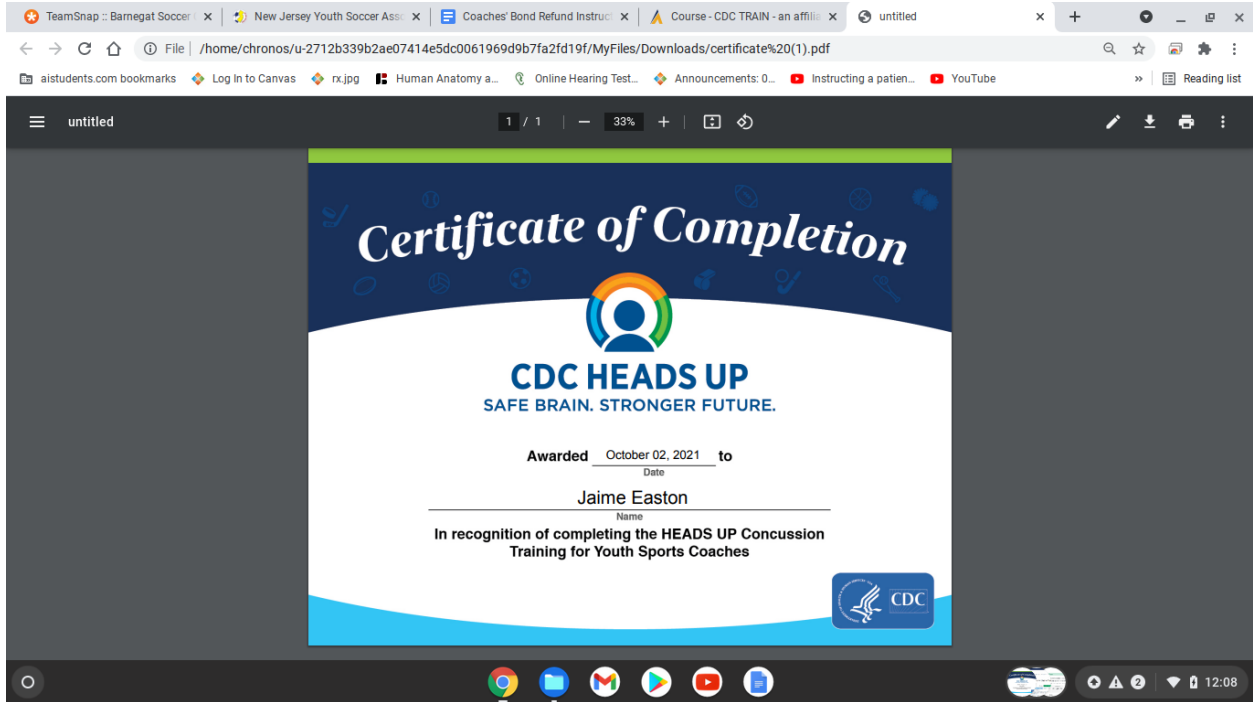 TeamSnap :: Barnegat Soccer
New Jersey Youth Soccer Ass
Coaches' Bond Refund Instruc
Course - CDC TRAIN - an affilia
untitled
File | /home/chronos/u-2712b339b2ae07414e5dc0061969d9b7fa2fd19f/MyFiles/Downloads/certificate%20(1).pdf
aistudents.com bookmarks
Log In to Canvas
rx.jpg
Human Anatomy a...
Online Hearing Test...
Announcements: 0...
Instructing a patien...
YouTube
»
Reading list
untitled
1 / 1
33%
Certificate of Completion
CDC HEADS UP
SAFE BRAIN. STRONGER FUTURE.
Awarded October 02, 2021 to
Date
Jaime Easton
Name
In recognition of completing the HEADS UP Concussion
Training for Youth Sports Coaches
CDC
2
12:08